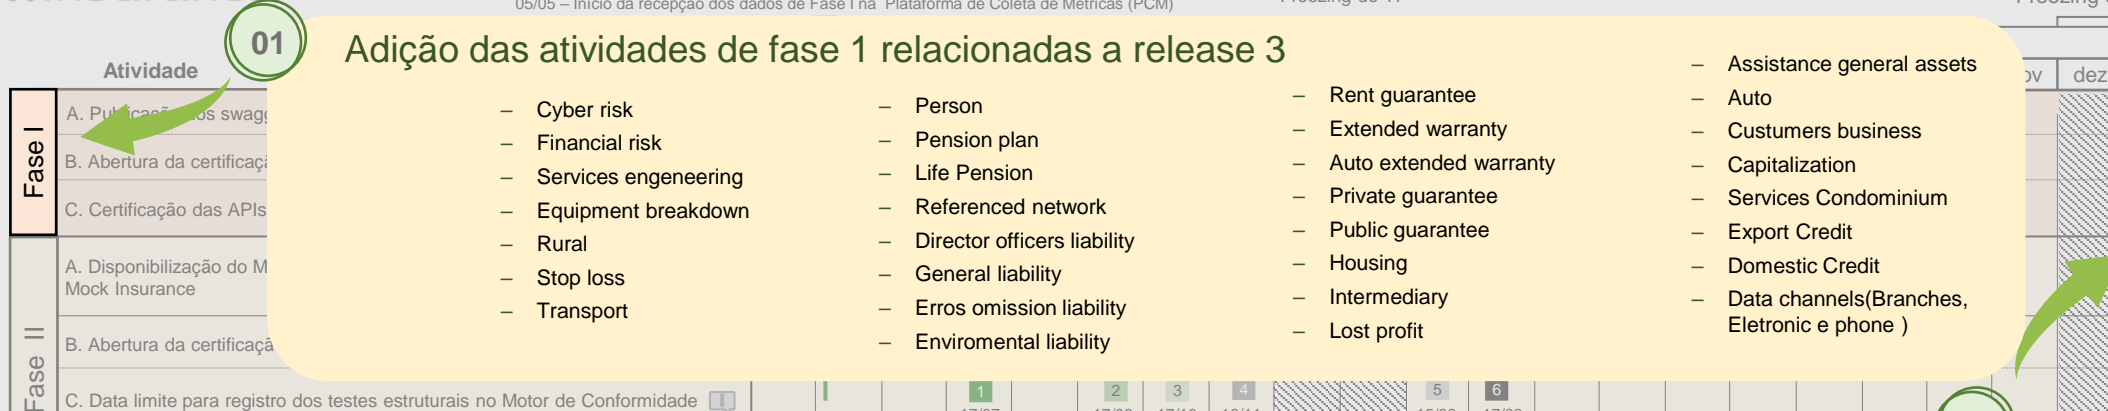 05/05 – Início da recepção dos dados de Fase I na Plataforma de Coleta de Métricas (PCM)
01
Adição das atividades de fase 1 relacionadas a release 3
Atividade
dez
Fase I
A.
B. Abertura da
C. Certificação das APIs
– Cyber risk
– Financial risk
– Services engeneering
– Equipment breakdown
– Rural
– Stop loss
– Transport
– Person
– Pension plan
– Life Pension
– Referenced network
– Director officers liability
– General liability
– Erros omission liability
– Enviromental liability
– Rent guarantee
– Extended warranty
– Auto extended warranty
– Private guarantee
– Public guarantee
– Housing
– Intermediary
– Lost profit
– Assistance general assets
– Auto
– Custumers business
– Capitalization
– Services Condominium
– Export Credit
– Domestic Credit
– Data channels(Branches,
Eletronic e phone )
Fase II
A. Disponibilização do
Mock Insurance
B. Abertura da
C. Data limite para registro dos testes estruturais no Motor de Conformidade
1 2 3 4 5 6